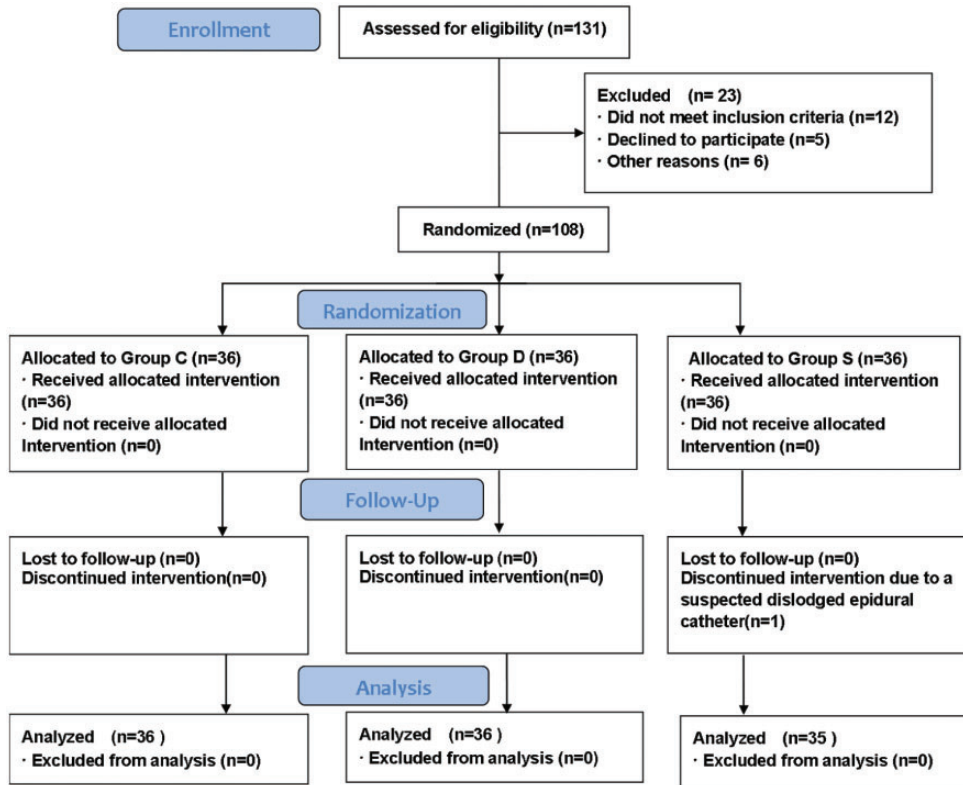 Enrollment
Assessed for eligibility (n=131)
Excluded (n= 23)
· Did not meet inclusion criteria (n=12)
· Declined to participate (n=5)
· Other reasons (n= 6)
Randomized (n=108)
Randomization
Allocated to Group C (n=36)
· Received allocated intervention
(n=36)
· Did not receive allocated
Intervention (n=0)
Allocated to Group D (n=36)
· Received allocated intervention
(n=36)
· Did not receive allocated
Intervention (n=0)
Allocated to Group S (n=36)
· Received allocated intervention
(n=36)
· Did not receive allocated
Intervention (n=0)
Follow-Up
Lost to follow-up (n=0)
Discontinued intervention(n=0)
Lost to follow-up (n=0)
Discontinued intervention(n=0)
Lost to follow-up (n=0)
Discontinued intervention due to a
suspected dislodged epidural
catheter(n=1)
Analysis
Analyzed (n=36 )
· Excluded from analysis (n=0)
Analyzed (n=36 )
· Excluded from analysis (n=0)
Analyzed (n=35 )
· Excluded from analysis (n=0)